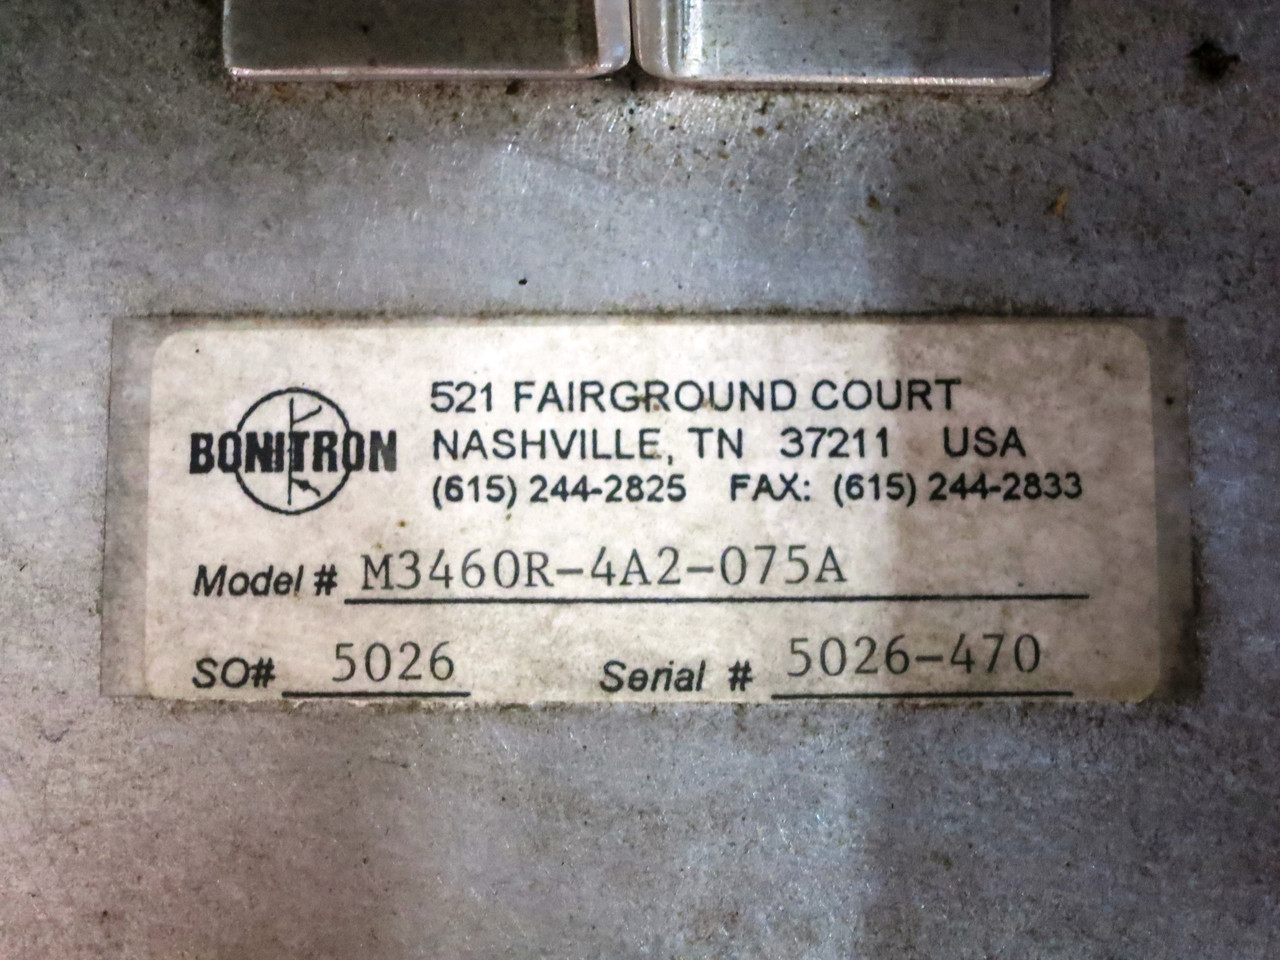 BONITRON
521 FAIRGROUND COURT
NASHVILLE, TN 37211 USA
(615) 244-2825 FAX: (615) 244-2833
Model # M3460R-4A2-075A
SO# 5026 Serial # 5026-470